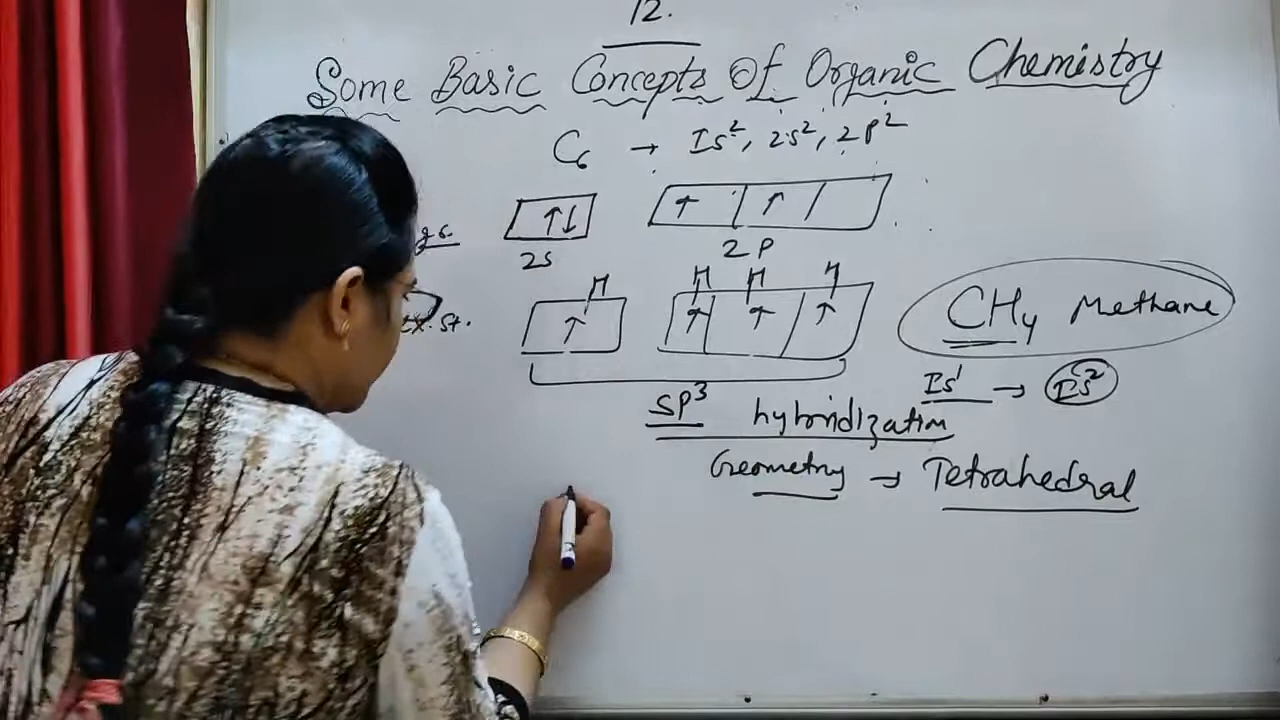 12.
Some Basic Concepts Of Organic Chemistry
C6 → 1s², 2s², 2p²
g.s.
↑↓ ↑ ↑
2s 2p
H H H H
ex. st. ↑ ↑ ↑ ↑ CH4 Methane
1s¹ → 1s²
SP³ hybridization
Geometry → Tetrahedral